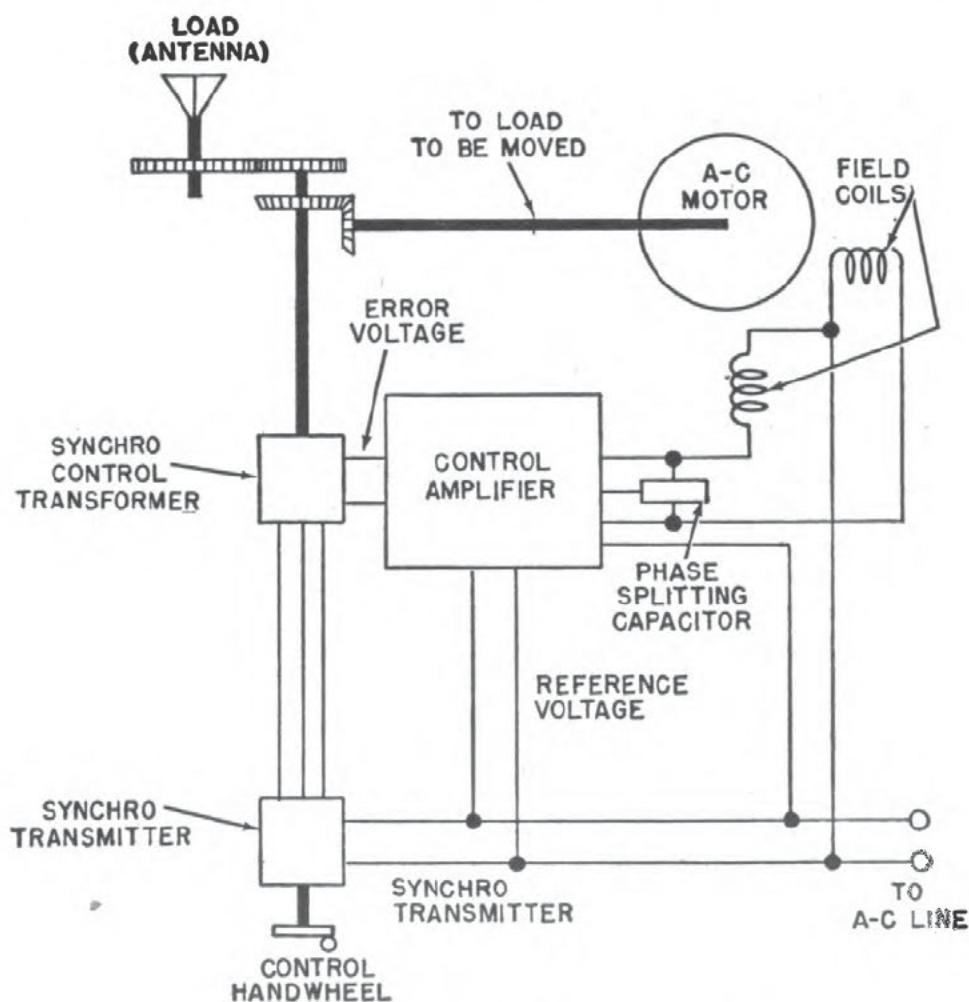 LOAD
(ANTENNA)
TO LOAD
TO BE MOVED
A-C
MOTOR
FIELD
COILS
ERROR
VOLTAGE
SYNCHRO
CONTROL
TRANSFORMER
CONTROL
AMPLIFIER
PHASE
SPLITTING
CAPACITOR
REFERENCE
VOLTAGE
SYNCHRO
TRANSMITTER
SYNCHRO
TRANSMITTER
TO
A-C LINE
CONTROL
HANDWHEEL